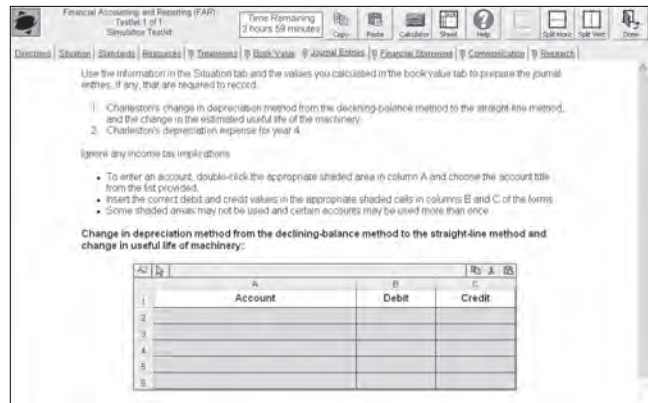 Financial Accounting and Reporting (FAR)
Testlet 1 of 1
Simulation Testlet
Time Remaining
3 hours 59 minutes
Copy Paste Calculator Sheet Help Split Horiz Split Vert Done
Directions Situation Standards Resources Treatments Book Value Journal Entries Financial Statement Communication Research
Use the information in the Situation tab and the values you calculated in the book value tab to prepare the journal
entries, if any, that are required to record.
1. Charleston's change in depreciation method from the declining-balance method to the straight-line method,
and the change in the estimated useful life of the machinery.
2. Charleston's depreciation expense for year 4.
Ignore any income tax implications.
• To enter an account, double-click the appropriate shaded area in column A and choose the account title
from the list provided.
• Insert the correct debit and credit values in the appropriate shaded cells in columns B and C of the forms.
• Some shaded areas may not be used and certain accounts may be used more than once.
Change in depreciation method from the declining-balance method to the straight-line method and
change in useful life of machinery:
A2
A B C
1 Account Debit Credit
2
3
4
5
6